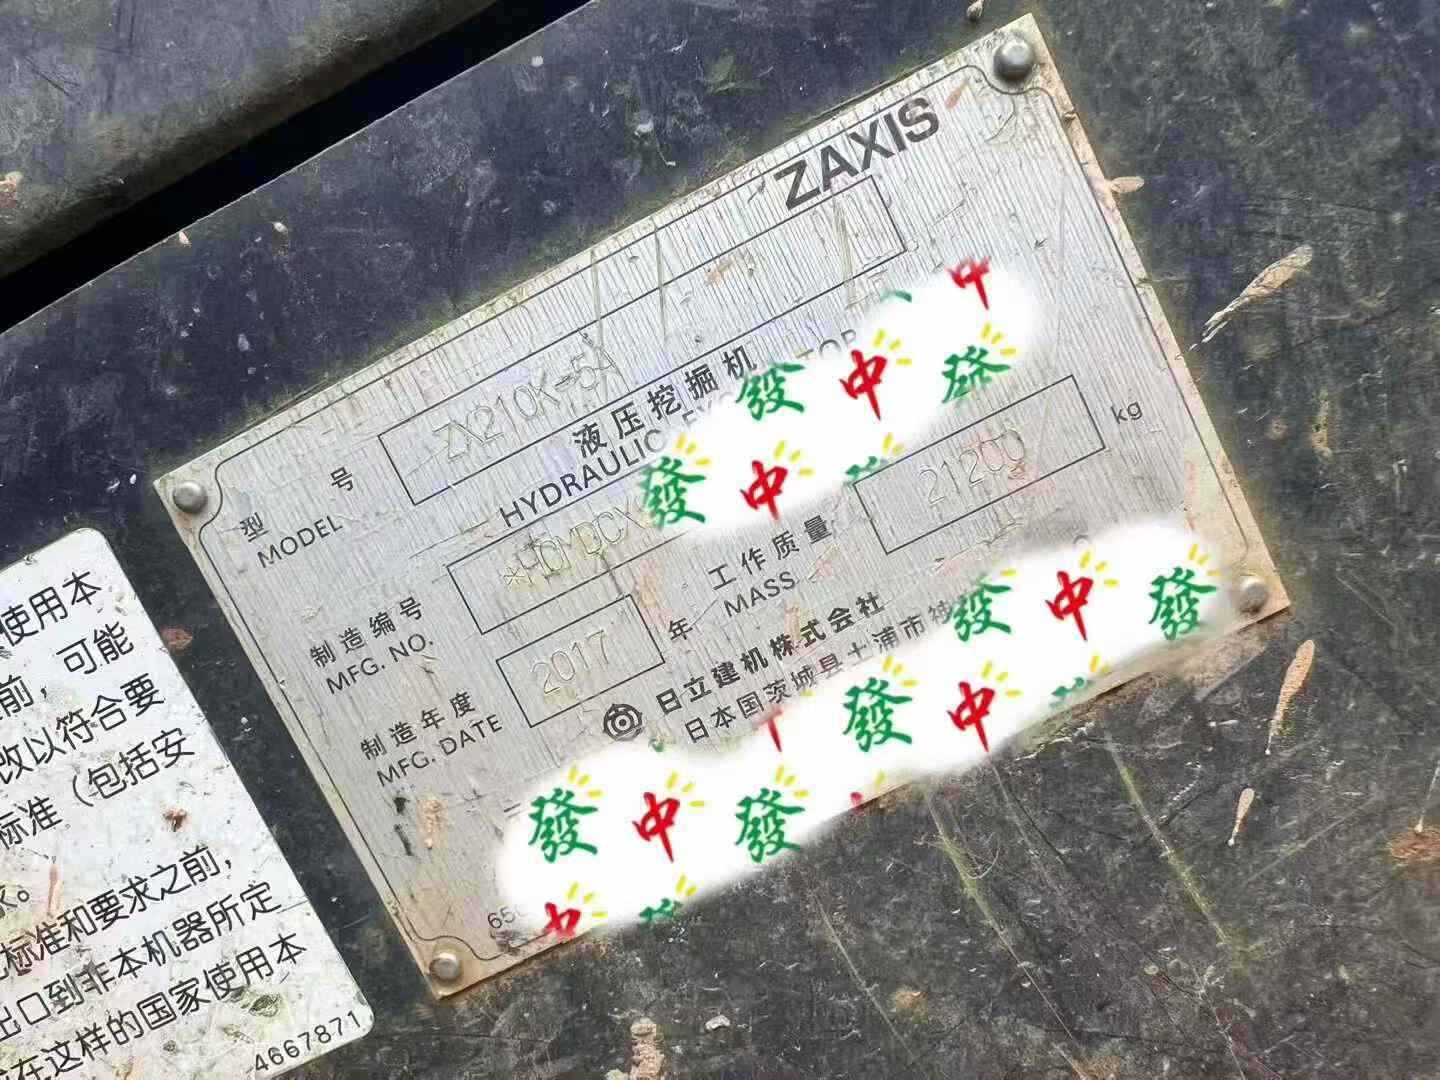 ZAXIS
型号
MODEL
ZX210K-5A
液压挖掘机
HYDRAULIC
制造编号
MFG. NO.
*HCMDCX
制造年度
MFG. DATE
2017
年
工作质量
MASS
21200
kg
日立建机株式会社
日本国茨城县土浦市神
發 中 發
發 中
發 中 發
發 中
發 中 發
中
使用本
前，可能
改以符合要
标准（包括安
求。
标准和要求之前，
出口到非本机器所定
在这样的国家使用本
4667871